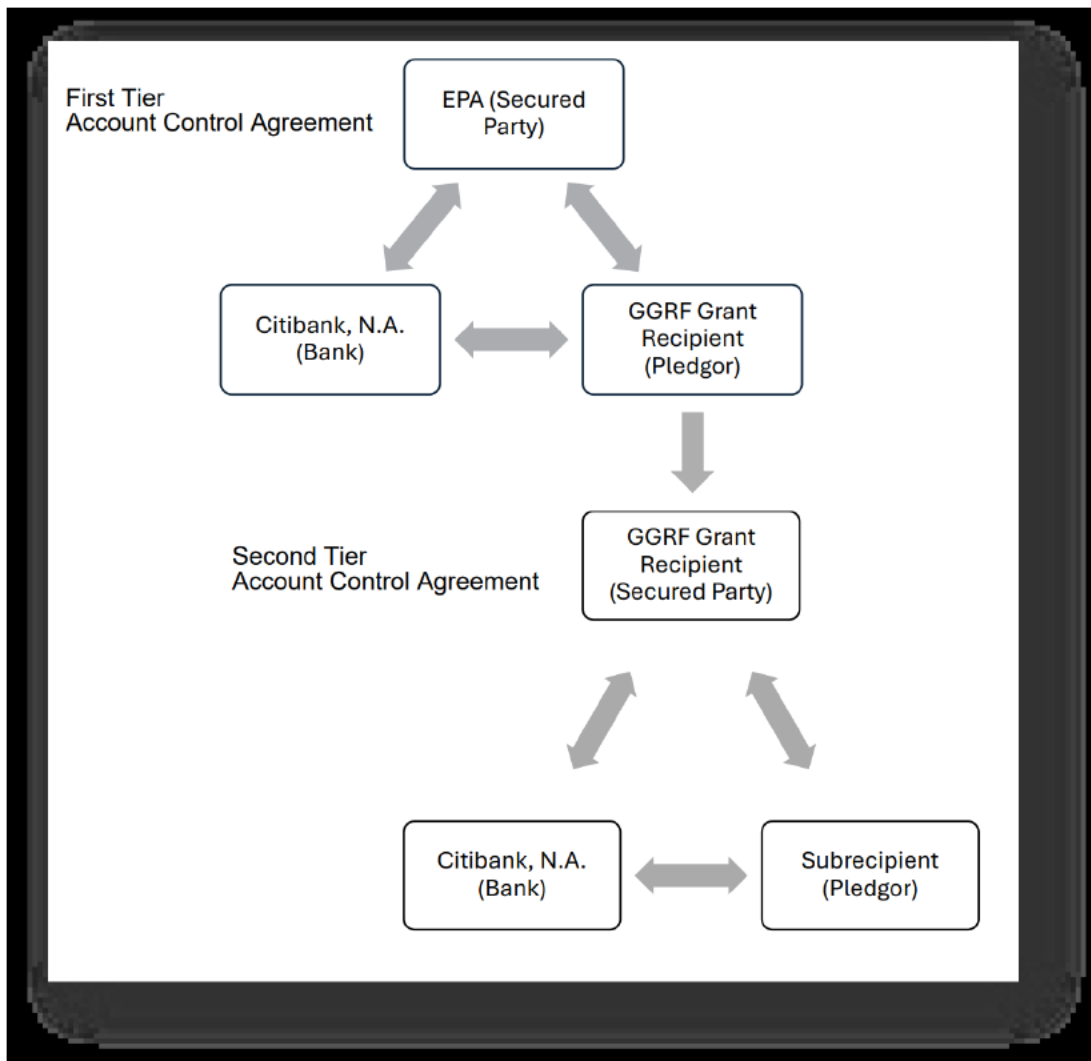 First Tier
Account Control Agreement
EPA (Secured
Party)
Citibank, N.A.
(Bank)
GGRF Grant
Recipient
(Pledgor)
Second Tier
Account Control Agreement
GGRF Grant
Recipient
(Secured Party)
Citibank, N.A.
(Bank)
Subrecipient
(Pledgor)